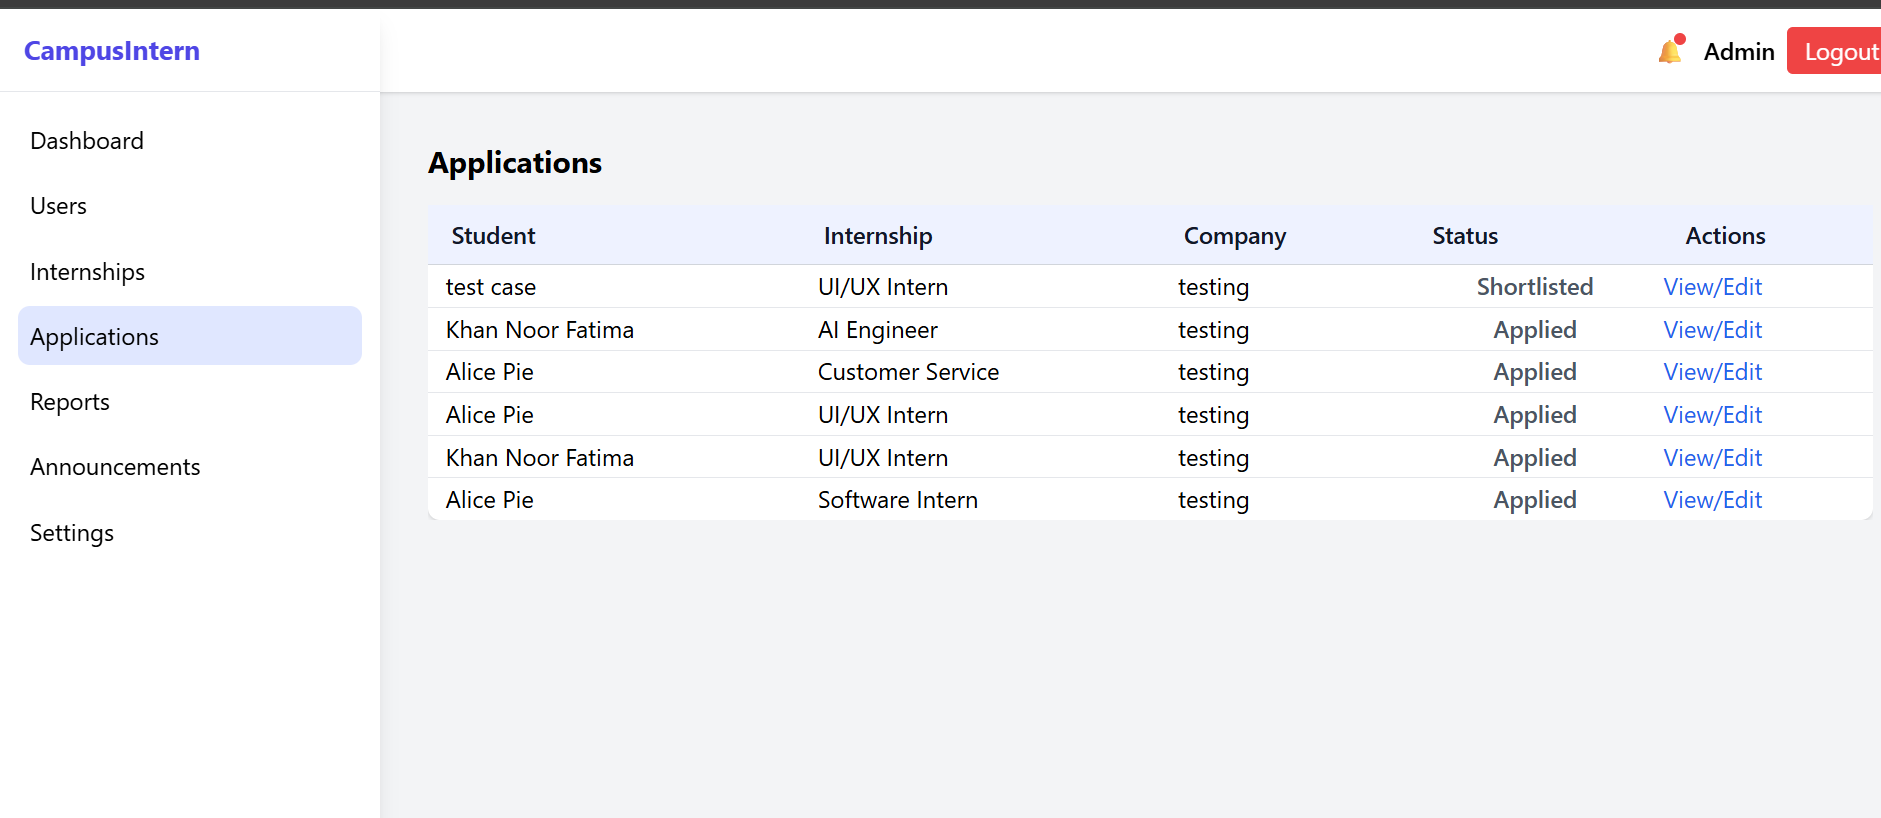 CampusIntern
Admin Logout
Dashboard
Users
Internships
Applications
Reports
Announcements
Settings
Applications
Student Internship Company Status Actions
test case UI/UX Intern testing Shortlisted View/Edit
Khan Noor Fatima AI Engineer testing Applied View/Edit
Alice Pie Customer Service testing Applied View/Edit
Alice Pie UI/UX Intern testing Applied View/Edit
Khan Noor Fatima UI/UX Intern testing Applied View/Edit
Alice Pie Software Intern testing Applied View/Edit